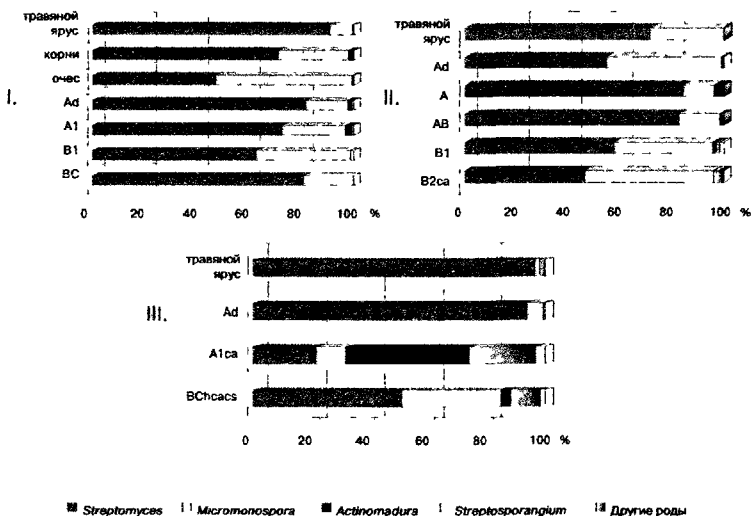 I.
травяной
ярус
корни
очес
Ad
A1
B1
BC
0 20 40 60 80 100 %
II.
травяной
ярус
Ad
A
AB
B1
B2ca
0 20 40 60 80 100 %
III.
травяной
ярус
Ad
A1ca
BChcacs
0 20 40 60 80 100 %
Streptomyces Micromonospora Actinomadura Streptosporangium Другие роды